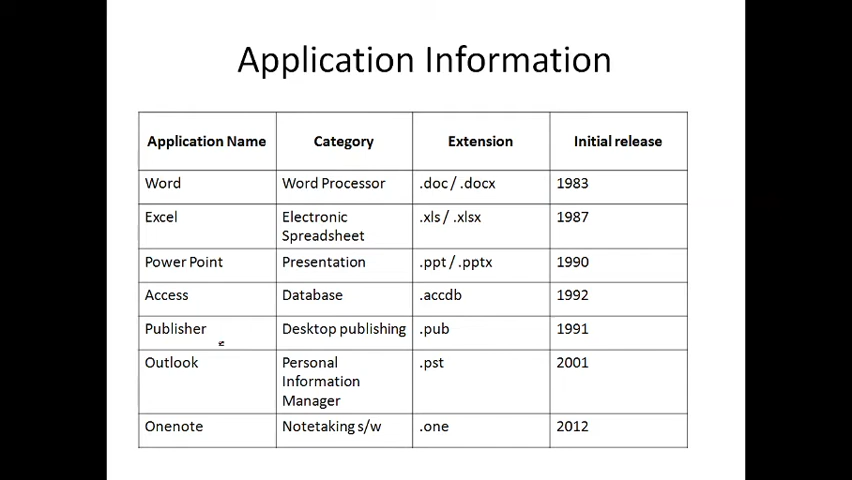 Application Information
Application Name Category Extension Initial release
Word Word Processor .doc / .docx 1983
Excel Electronic Spreadsheet .xls / .xlsx 1987
Power Point Presentation .ppt / .pptx 1990
Access Database .accdb 1992
Publisher Desktop publishing .pub 1991
Outlook Personal Information Manager .pst 2001
Onenote Notetaking s/w .one 2012